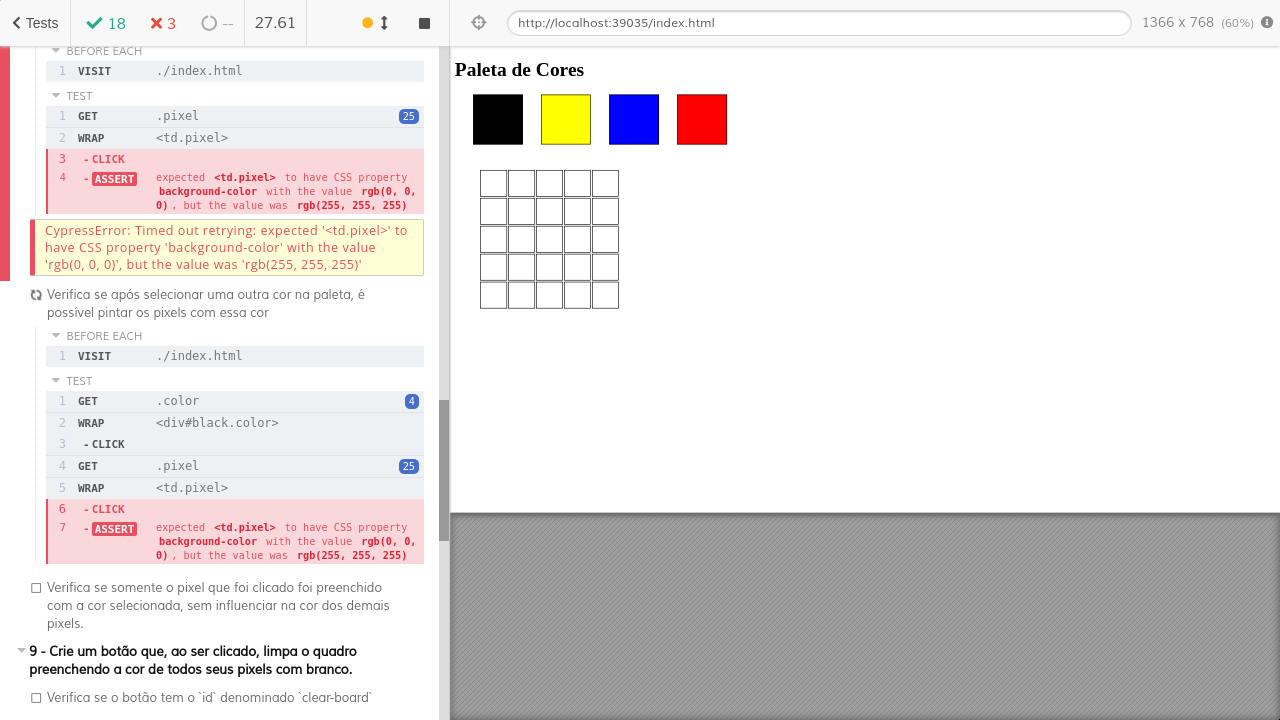 Tests 18 3 -- 27.61 http://localhost:39035/index.html 1366 x 768 (60%)
BEFORE EACH
1 VISIT ./index.html
TEST
1 GET .pixel 25
2 WRAP <td.pixel>
3 - CLICK
4 - ASSERT expected <td.pixel> to have CSS property
background-color with the value rgb(0, 0,
0), but the value was rgb(255, 255, 255)
CypressError: Timed out retrying: expected '<td.pixel>' to
have CSS property 'background-color' with the value
'rgb(0, 0, 0)', but the value was 'rgb(255, 255, 255)'
Verifica se após selecionar uma outra cor na paleta, é
possível pintar os pixels com essa cor
BEFORE EACH
1 VISIT ./index.html
TEST
1 GET .color 4
2 WRAP <div#black.color>
3 - CLICK
4 GET .pixel 25
5 WRAP <td.pixel>
6 - CLICK
7 - ASSERT expected <td.pixel> to have CSS property
background-color with the value rgb(0, 0,
0), but the value was rgb(255, 255, 255)
Verifica se somente o pixel que foi clicado foi preenchido
com a cor selecionada, sem influenciar na cor dos demais
pixels.
9 - Crie um botão que, ao ser clicado, limpa o quadro
preenchendo a cor de todos seus pixels com branco.
Verifica se o botão tem o `id` denominado `clear-board`
Paleta de Cores